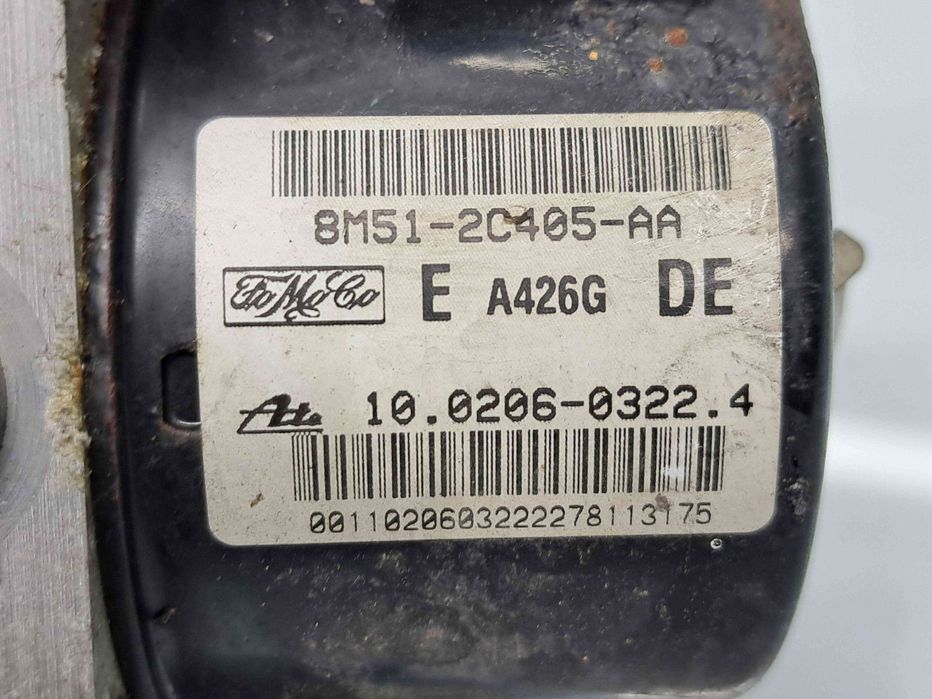 8M51-2C405-AA
FoMoCo E A426G DE
Ate 10.0206-0322.4
0011020603222278113175